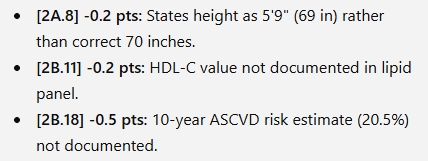 • [2A.8] -0.2 pts: States height as 5'9" (69 in) rather
than correct 70 inches.
• [2B.11] -0.2 pts: HDL-C value not documented in lipid
panel.
• [2B.18] -0.5 pts: 10-year ASCVD risk estimate (20.5%)
not documented.